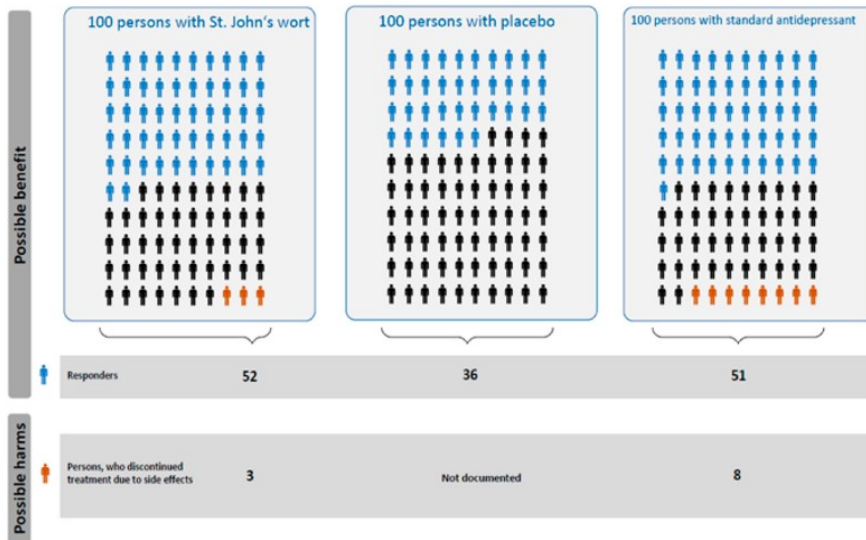 100 persons with St. John's wort
100 persons with placebo
100 persons with standard antidepressant
Possible benefit
Responders
52
36
51
Possible harms
Persons, who discontinued
treatment due to side effects
3
Not documented
8